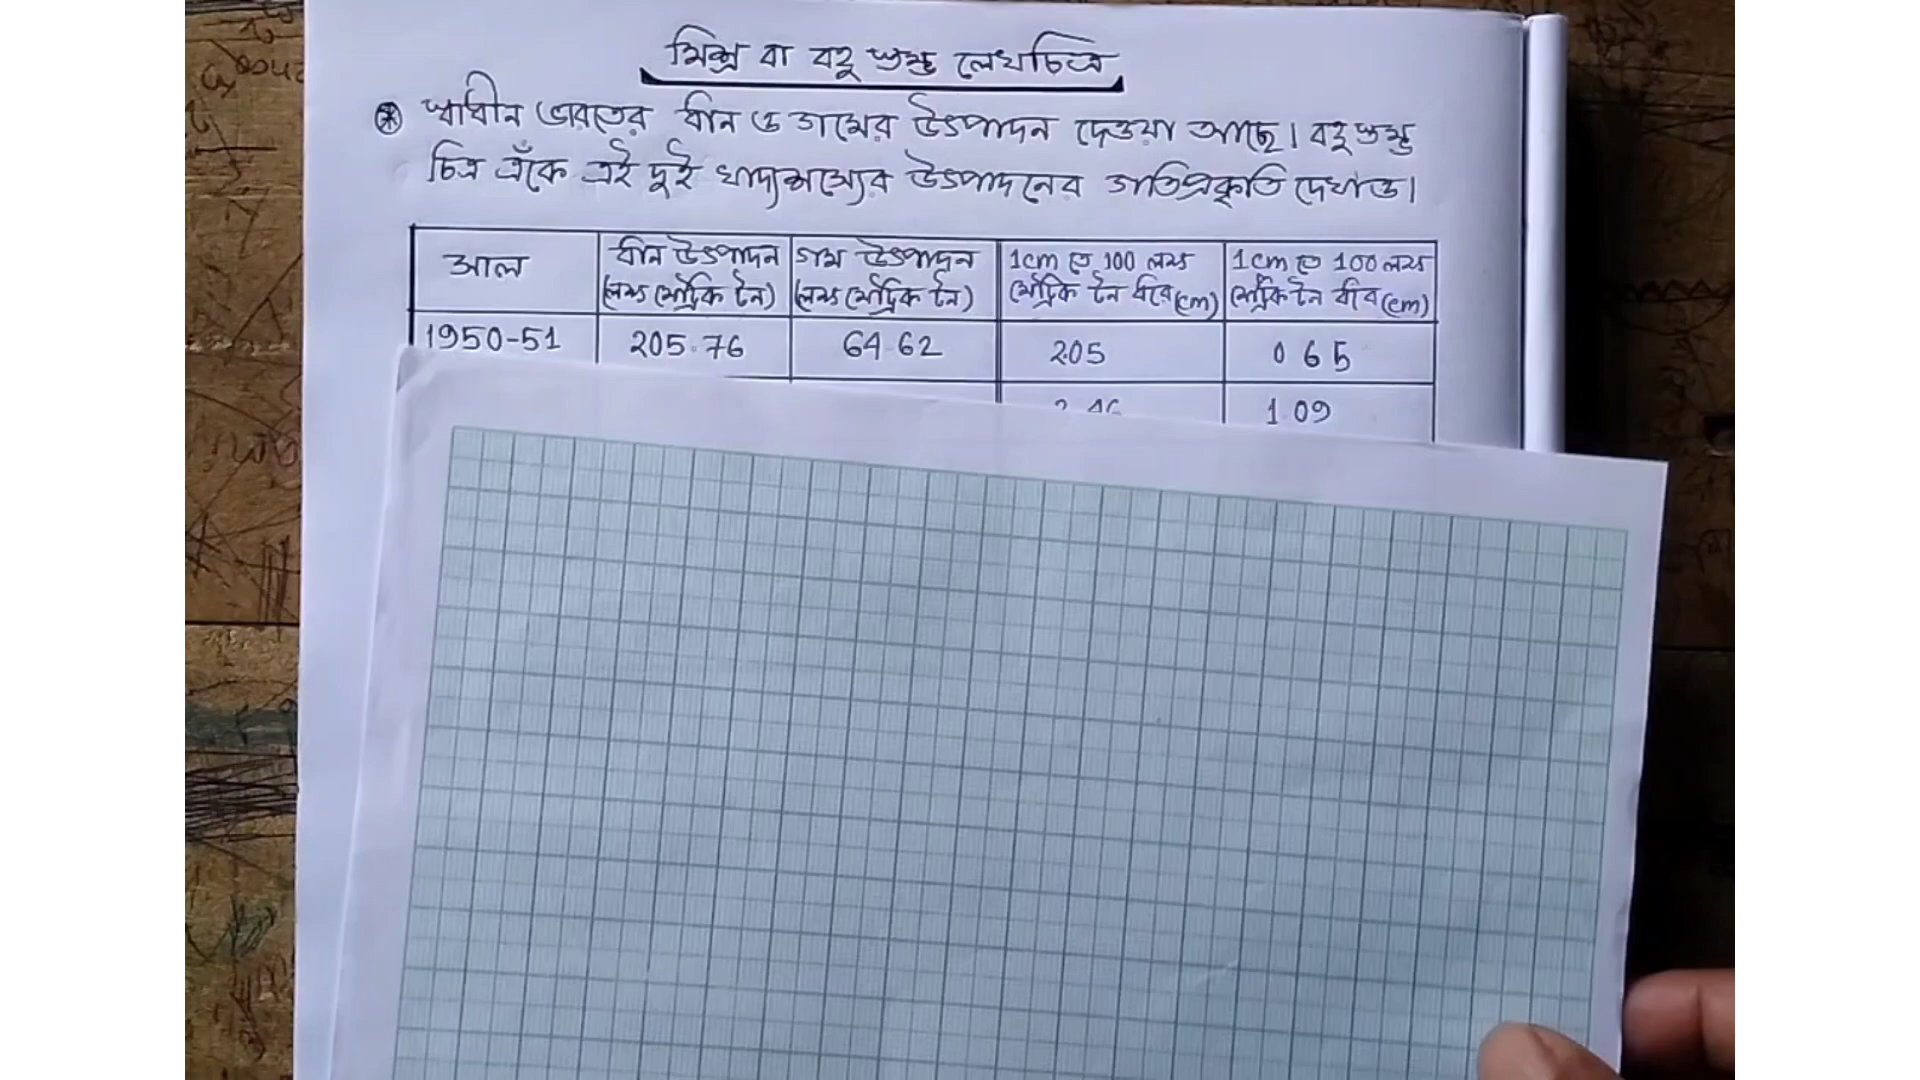 মিশ্র বা বহু স্তম্ভ লেখচিত্র
স্বাধীন ভারতের ধান ও গমের উৎপাদন দেওয়া আছে। বহু স্তম্ভ
চিত্র এঁকে এই দুই খাদ্যশস্যের উৎপাদনের গতিপ্রকৃতি দেখাও।
সাল
ধান উৎপাদন
(লক্ষ মেট্রিক টন)
গম উৎপাদন
(লক্ষ মেট্রিক টন)
1cm তে 100 লক্ষ
মেট্রিক টন ধরে (cm)
1cm তে 100 লক্ষ
মেট্রিক টন ধরে (cm)
1950-51 205.76 64.62 2.05 0.65
1.09